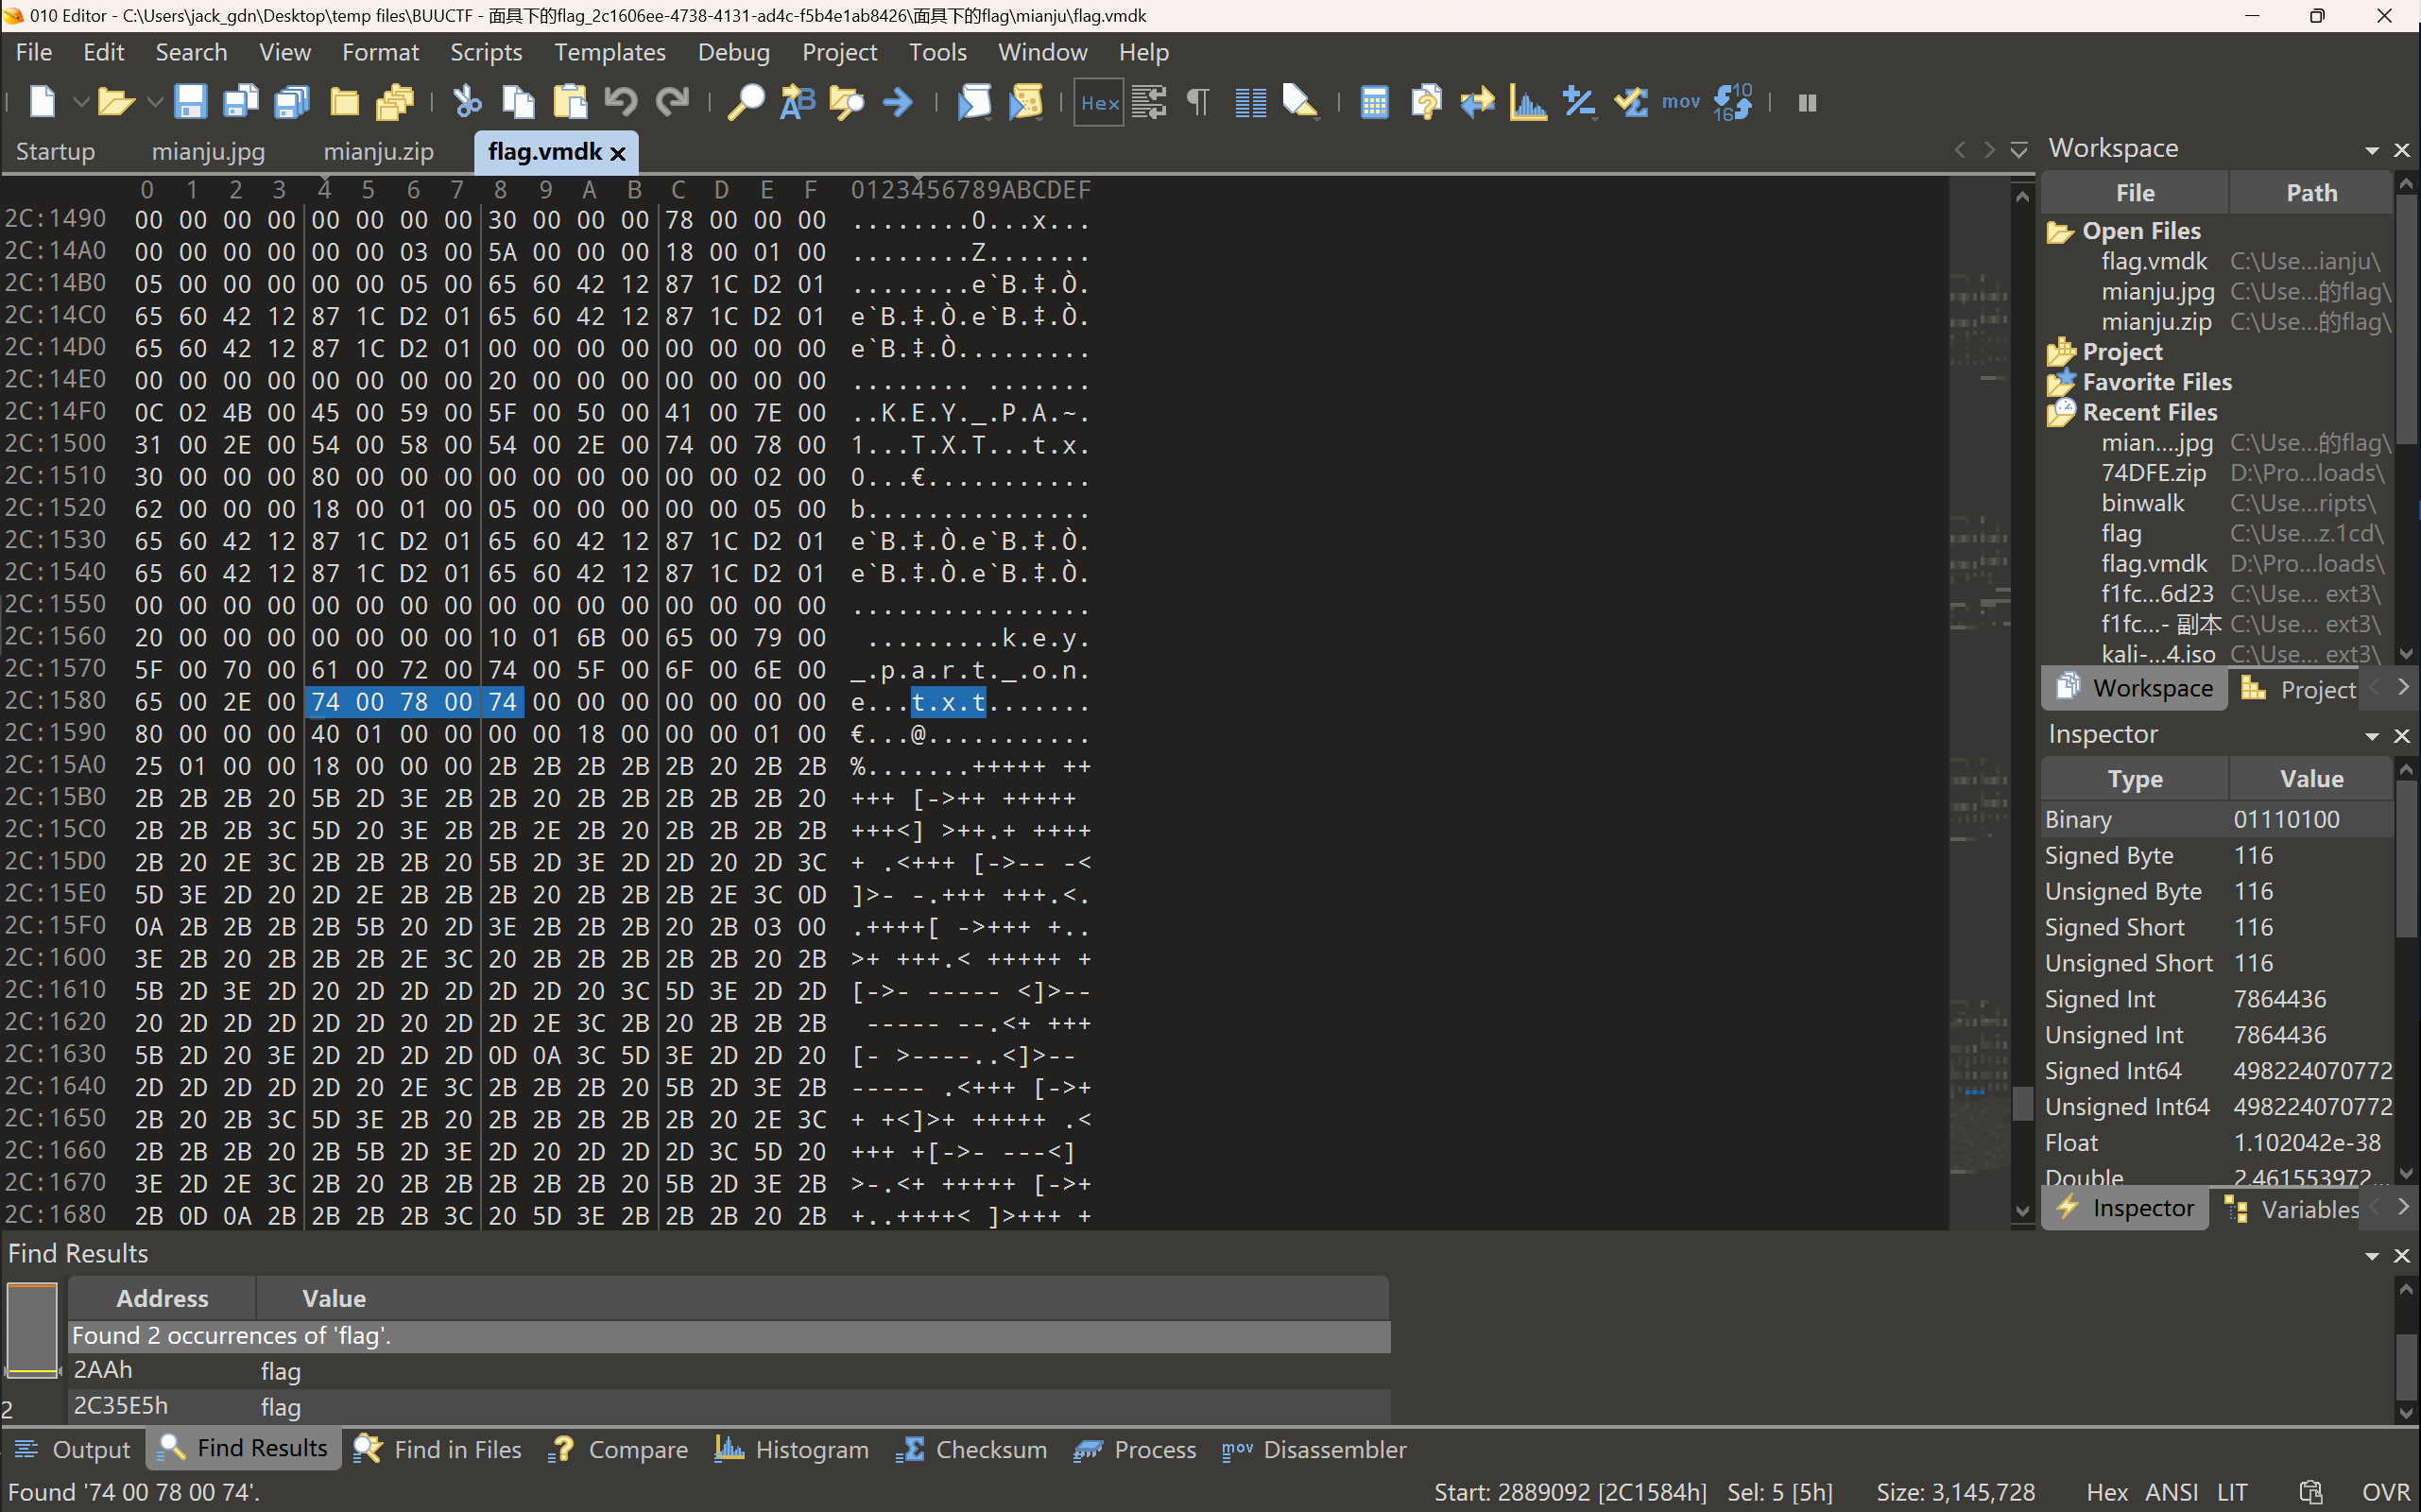 010 Editor - C:\Users\jack_gdn\Desktop\temp files\BUUCTF - 面具下的flag_2c1606ee-4738-4131-ad4c-f5b4e1ab8426\面具下的flag\mianju\flag.vmdk
File Edit Search View Format Scripts Templates Debug Project Tools Window Help
Hex mov
Startup mianju.jpg mianju.zip flag.vmdk
0 1 2 3 4 5 6 7 8 9 A B C D E F 0123456789ABCDEF
2C:1490 00 00 00 00 00 00 00 00 30 00 00 00 78 00 00 00 ........0...x...
2C:14A0 00 00 00 00 00 00 03 00 5A 00 00 00 18 00 01 00 ........Z.......
2C:14B0 05 00 00 00 00 00 05 00 65 60 42 12 87 1C D2 01 ........e`B.‡.Ò.
2C:14C0 65 60 42 12 87 1C D2 01 65 60 42 12 87 1C D2 01 e`B.‡.Ò.e`B.‡.Ò.
2C:14D0 65 60 42 12 87 1C D2 01 00 00 00 00 00 00 00 00 e`B.‡.Ò.........
2C:14E0 00 00 00 00 00 00 00 00 20 00 00 00 00 00 00 00 ........ .......
2C:14F0 0C 02 4B 00 45 00 59 00 5F 00 50 00 41 00 7E 00 ..K.E.Y._.P.A.~.
2C:1500 31 00 2E 00 54 00 58 00 54 00 2E 00 74 00 78 00 1...T.X.T...t.x.
2C:1510 30 00 00 00 80 00 00 00 00 00 00 00 00 00 02 00 0...€...........
2C:1520 62 00 00 00 18 00 01 00 05 00 00 00 00 00 05 00 b...............
2C:1530 65 60 42 12 87 1C D2 01 65 60 42 12 87 1C D2 01 e`B.‡.Ò.e`B.‡.Ò.
2C:1540 65 60 42 12 87 1C D2 01 65 60 42 12 87 1C D2 01 e`B.‡.Ò.e`B.‡.Ò.
2C:1550 00 00 00 00 00 00 00 00 00 00 00 00 00 00 00 00 ................
2C:1560 20 00 00 00 00 00 00 00 10 01 6B 00 65 00 79 00  .........k.e.y.
2C:1570 5F 00 70 00 61 00 72 00 74 00 5F 00 6F 00 6E 00 _.p.a.r.t._.o.n.
2C:1580 65 00 2E 00 74 00 78 00 74 00 00 00 00 00 00 00 e...t.x.t.......
2C:1590 80 00 00 00 40 01 00 00 00 00 18 00 00 00 01 00 €...@...........
2C:15A0 25 01 00 00 18 00 00 00 2B 2B 2B 2B 2B 20 2B 2B %.......+++++ ++
2C:15B0 2B 2B 2B 20 5B 2D 3E 2B 2B 20 2B 2B 2B 2B 2B 20 +++ [->++ +++++
2C:15C0 2B 2B 2B 3C 5D 20 3E 2B 2B 2E 2B 20 2B 2B 2B 2B +++<] >++.+ ++++
2C:15D0 2B 20 2E 3C 2B 2B 2B 20 5B 2D 3E 2D 2D 20 2D 3C + .<+++ [->-- -<
2C:15E0 5D 3E 2D 20 2D 2E 2B 2B 2B 20 2B 2B 2B 2E 3C 0D ]>- -.+++ +++.<.
2C:15F0 0A 2B 2B 2B 2B 5B 20 2D 3E 2B 2B 2B 20 2B 03 00 .++++[ ->+++ +..
2C:1600 3E 2B 20 2B 2B 2B 2E 3C 20 2B 2B 2B 2B 2B 20 2B >+ +++.< +++++ +
2C:1610 5B 2D 3E 2D 20 2D 2D 2D 2D 2D 20 3C 5D 3E 2D 2D [->- ----- <]>--
2C:1620 20 2D 2D 2D 2D 2D 20 2D 2D 2E 3C 2B 20 2B 2B 2B  ----- --.<+ +++
2C:1630 5B 2D 20 3E 2D 2D 2D 2D 0D 0A 3C 5D 3E 2D 2D 20 [- >----..<]>--
2C:1640 2D 2D 2D 2D 2D 20 2E 3C 2B 2B 2B 20 5B 2D 3E 2B ----- .<+++ [->+
2C:1650 2B 20 2B 3C 5D 3E 2B 20 2B 2B 2B 2B 2B 20 2E 3C + +<]>+ +++++ .<
2C:1660 2B 2B 2B 20 2B 5B 2D 3E 2D 20 2D 2D 2D 3C 5D 20 +++ +[->- ---<]
2C:1670 3E 2D 2E 3C 2B 20 2B 2B 2B 2B 2B 20 5B 2D 3E 2B >-.<+ +++++ [->+
2C:1680 2B 0D 0A 2B 2B 2B 2B 3C 20 5D 3E 2B 2B 2B 20 2B +..++++< ]>+++ +
Workspace
File Path
Open Files
flag.vmdk C:\Use...ianju\
mianju.jpg C:\Use...的flag\
mianju.zip C:\Use...的flag\
Project
Favorite Files
Recent Files
mian....jpg C:\Use...的flag\
74DFE.zip D:\Pro...loads\
binwalk C:\Use...ripts\
flag C:\Use...z.1cd\
flag.vmdk D:\Pro...loads\
f1fc...6d23 C:\Use... ext3\
f1fc...- 副本 C:\Use... ext3\
kali-...4.iso C:\Use... ext3\
Workspace Project
Inspector
Type Value
Binary 01110100
Signed Byte 116
Unsigned Byte 116
Signed Short 116
Unsigned Short 116
Signed Int 7864436
Unsigned Int 7864436
Signed Int64 498224070772
Unsigned Int64 498224070772
Float 1.102042e-38
Double 2.461553972...
Inspector Variables
Find Results
Address Value
Found 2 occurrences of 'flag'.
2AAh flag
2C35E5h flag
2
Output Find Results Find in Files Compare Histogram Checksum Process mov Disassembler
Found '74 00 78 00 74'. Start: 2889092 [2C1584h] Sel: 5 [5h] Size: 3,145,728 Hex ANSI LIT OVR